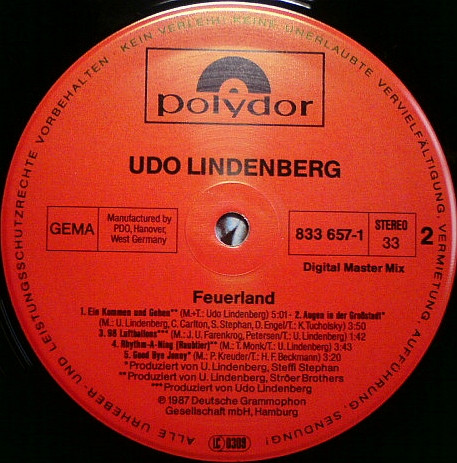 ALLE URHEBER- UND LEISTUNGSSCHUTZRECHTE VORBEHALTEN · KEIN VERLEIH! KEINE UNERLAUBTE VERVIELFÄLTIGUNG, VERMIETUNG, AUFFÜHRUNG, SENDUNG!
polydor
UDO LINDENBERG
GEMA
Manufactured by
PDO, Hanover,
West Germany
833 657-1
STEREO
33
2
Digital Master Mix
Feuerland
1. Ein Kommen und Gehen** (M.+T.: Udo Lindenberg) 5:01 - 2. Augen in der Großstadt*
(M.: U. Lindenberg, C. Carlton, S. Stephan, D. Engel/T.: K. Tucholsky) 3:50
3. 98 Luftballons*** (M.: J. U. Farenkrog, Petersen/T.: U. Lindenberg) 1:42
4. Rhythm-A-Ning (Rauhbier)** (M.: T. Monk/T.: U. Lindenberg) 3:43
5. Good Bye Jonny* (M.: P. Kreuder/T.: H. F. Beckmann) 3:20
*Produziert von U. Lindenberg, Steffi Stephan
**Produziert von U. Lindenberg, Ströer Brothers
***Produziert von Udo Lindenberg
Ⓟ 1987 Deutsche Grammophon
Gesellschaft mbH, Hamburg
LC 0309